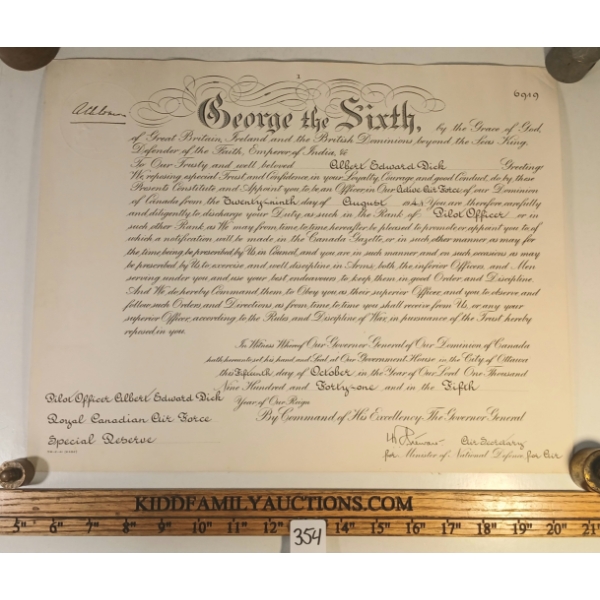 1
6919
George the Sixth, by the Grace of God,
of Great Britain, Ireland and the British Dominions beyond the Seas King,
Defender of the Faith, Emperor of India, &c
To Our Trusty and well beloved Albert Edward Dick Greeting
We reposing especial Trust and Confidence in your Loyalty, Courage and good Conduct, do by these
Presents Constitute and Appoint you to be an Officer in Our Active Air Force of our Dominion
of Canada from the Twenty-ninth day of August 1941 You are therefore carefully
and diligently to discharge your Duty as such in the Rank of Pilot Officer or in
such other Rank as We may from time to time hereafter be pleased to promote or appoint you to, of
which a notification will be made in the Canada Gazette, or in such other manner as may for
the time being be prescribed by Us in Council, and you are in such manner and on such occasions as may
be prescribed by Us to exercise and well discipline in Arms both the inferior Officers and Men
serving under you and use your best endeavours to keep them in good Order and Discipline
And We do hereby Command them to Obey you as their superior Officer, and you to observe and
follow such Orders and Directions as from time to time you shall receive from Us, or any your
superior Officer, according to the Rules and Discipline of War, in pursuance of the Trust hereby
reposed in you.
In Witness Whereof Our Governor General of Our Dominion of Canada
hath hereunto set his hand and Seal at Our Government House in the City of Ottawa
this Fifteenth day of October in the Year of Our Lord One Thousand
Nine Hundred and Forty-one and in the Fifth
Year of Our Reign
By Command of His Excellency The Governor General
Pilot Officer Albert Edward Dick
Royal Canadian Air Force
Special Reserve
Air Secretary
for Minister of National Defence for Air
KIDDFAMILYAUCTIONS.COM
5" 6" 7" 8" 9" 10" 11" 12" 14" 15" 16" 17" 18" 19" 20" 21"
354